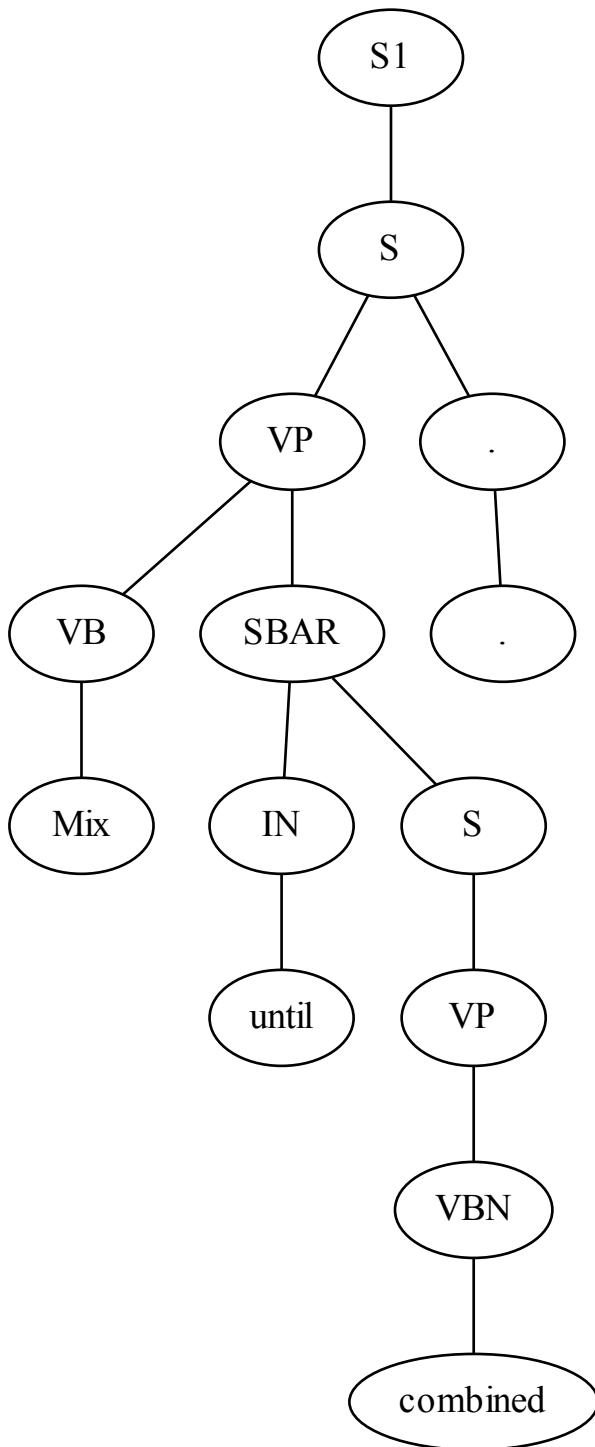 S1
S
VP .
VB SBAR .
Mix IN S
until VP
VBN
combined